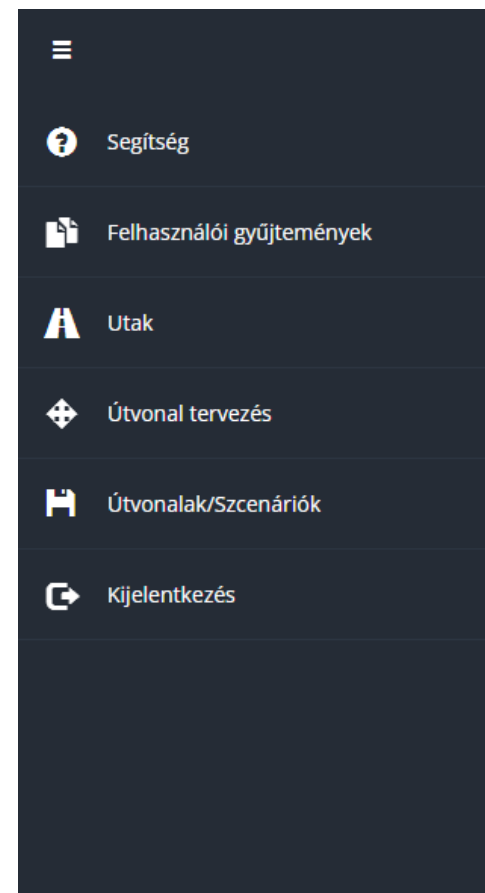 Segítség
Felhasználói gyűjtemények
Utak
Útvonal tervezés
Útvonalak/Szcenáriók
Kijelentkezés